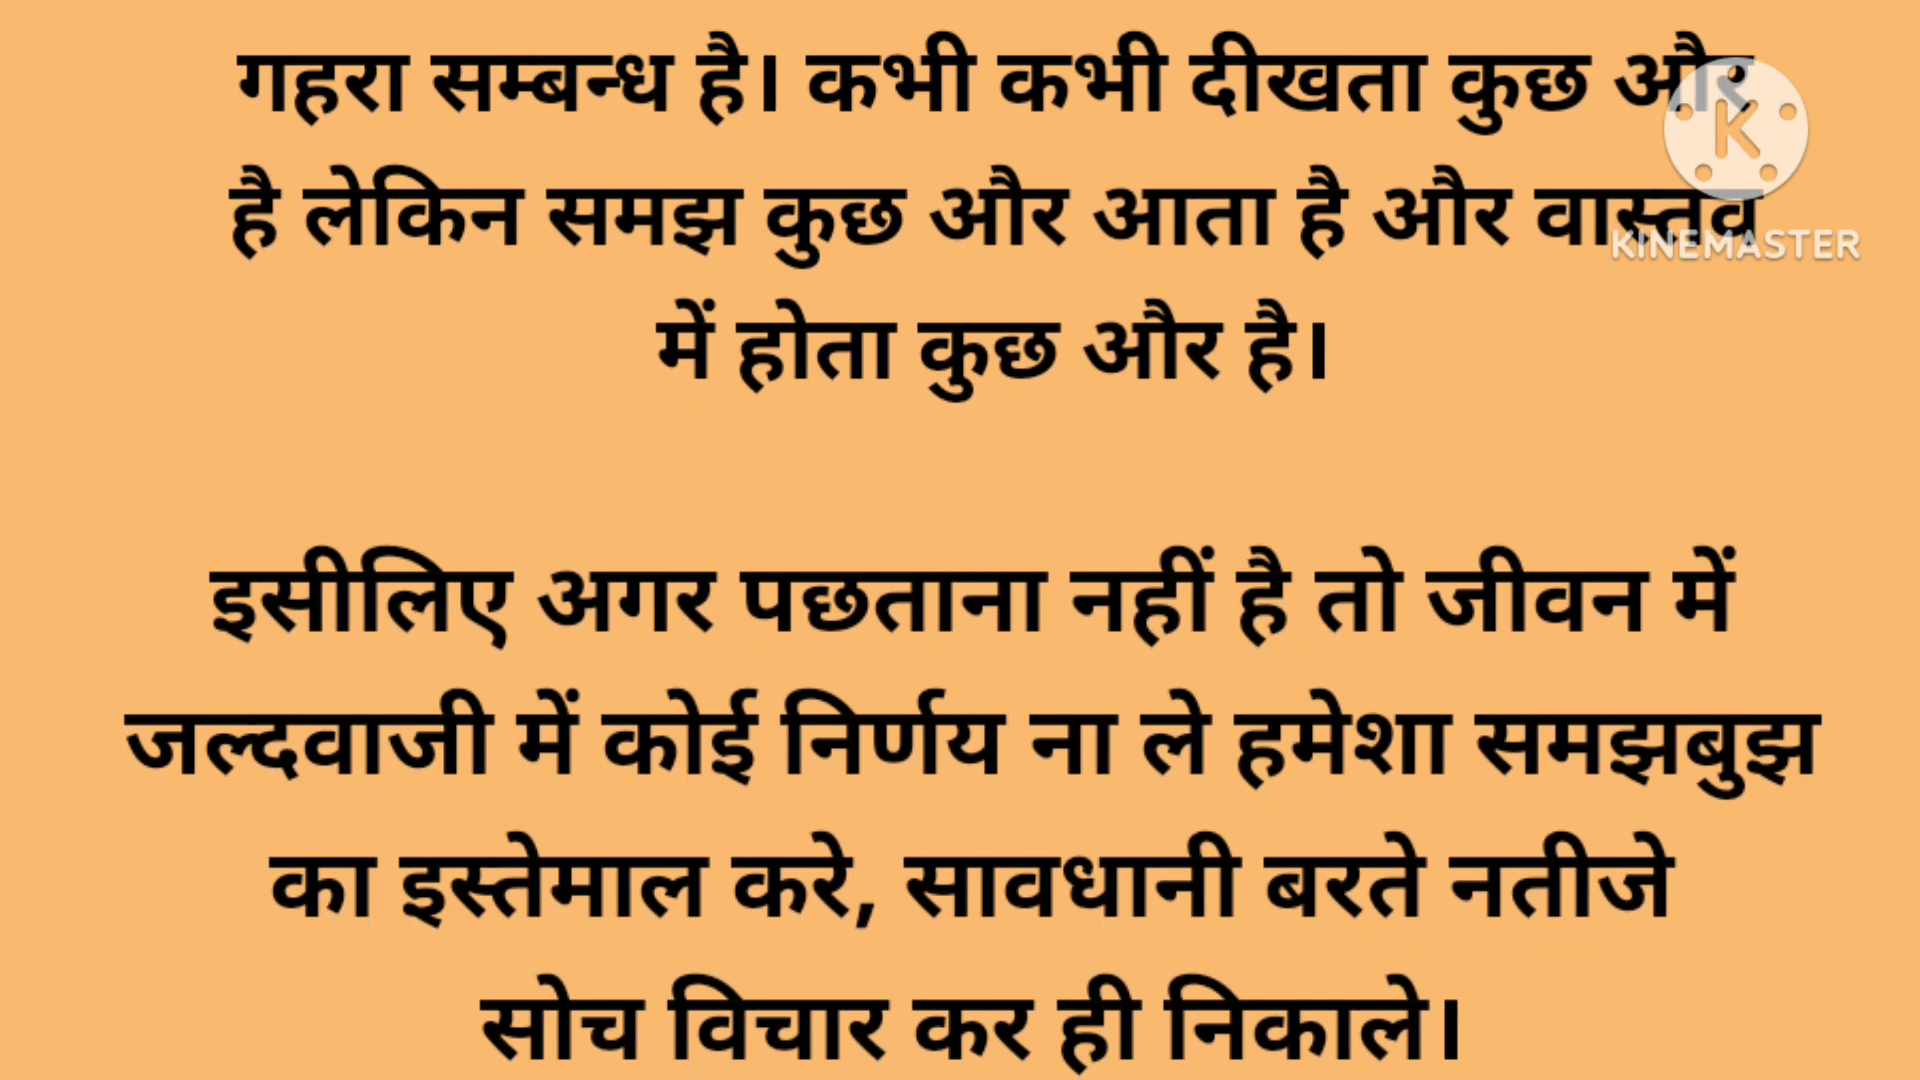 गहरा सम्बन्ध है। कभी कभी दीखता कुछ और
है लेकिन समझ कुछ और आता है और वास्तव
में होता कुछ और है।
इसीलिए अगर पछताना नहीं है तो जीवन में
जल्दवाजी में कोई निर्णय ना ले हमेशा समझबुझ
का इस्तेमाल करे, सावधानी बरते नतीजे
सोच विचार कर ही निकाले।
K
KINEMASTER